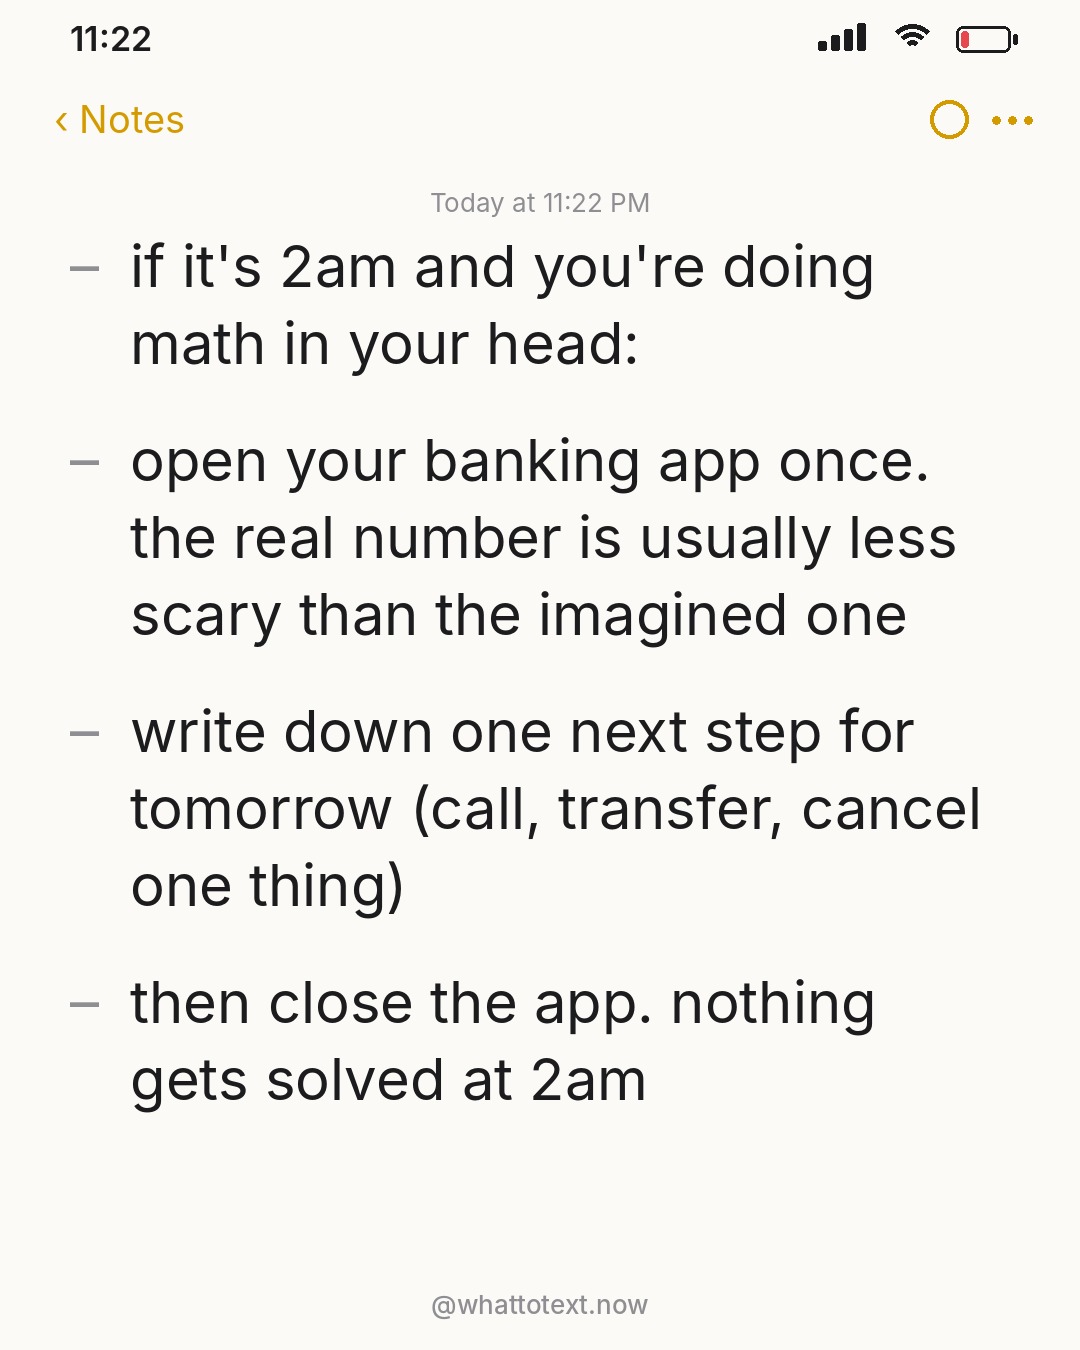 11:22
‹ Notes
Today at 11:22 PM
– if it's 2am and you're doing
math in your head:
– open your banking app once.
the real number is usually less
scary than the imagined one
– write down one next step for
tomorrow (call, transfer, cancel
one thing)
– then close the app. nothing
gets solved at 2am
@whattotext.now